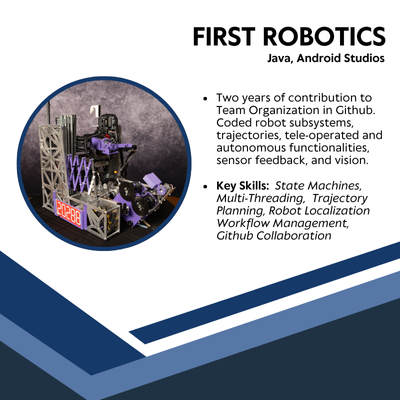 FIRST ROBOTICS
Java, Android Studios
• Two years of contribution to
Team Organization in Github.
Coded robot subsystems,
trajectories, tele-operated and
autonomous functionalities,
sensor feedback, and vision.
• Key Skills: State Machines,
Multi-Threading, Trajectory
Planning, Robot Localization
Workflow Management,
Github Collaboration